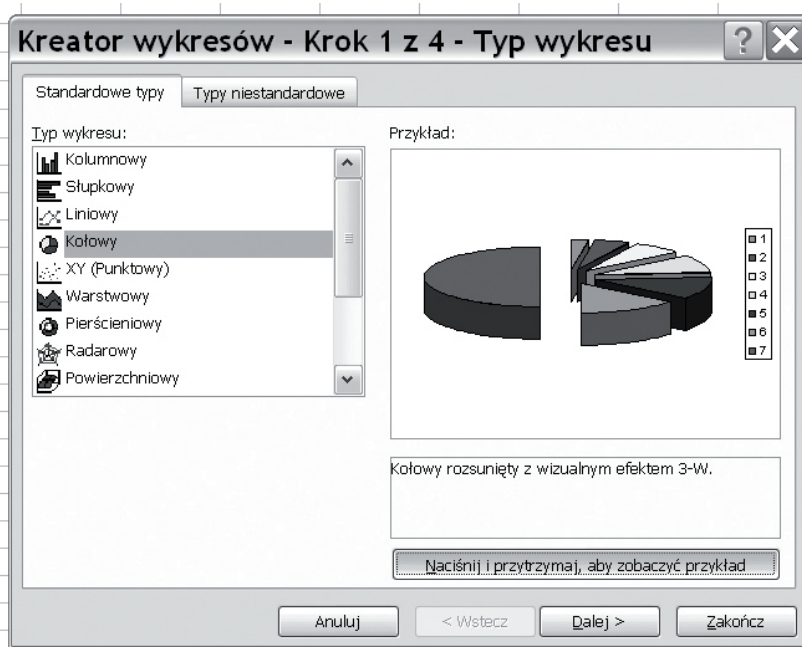 Kreator wykresów - Krok 1 z 4 - Typ wykresu
Standardowe typy
Typy niestandardowe
Typ wykresu:
Kolumnowy
Słupkowy
Liniowy
Kołowy
XY (Punktowy)
Warstwowy
Pierścieniowy
Radarowy
Powierzchniowy
Przykład:
1
2
3
4
5
6
7
Kołowy rozsunięty z wizualnym efektem 3-W.
Naciśnij i przytrzymaj, aby zobaczyć przykład
Anuluj
< Wstecz
Dalej >
Zakończ